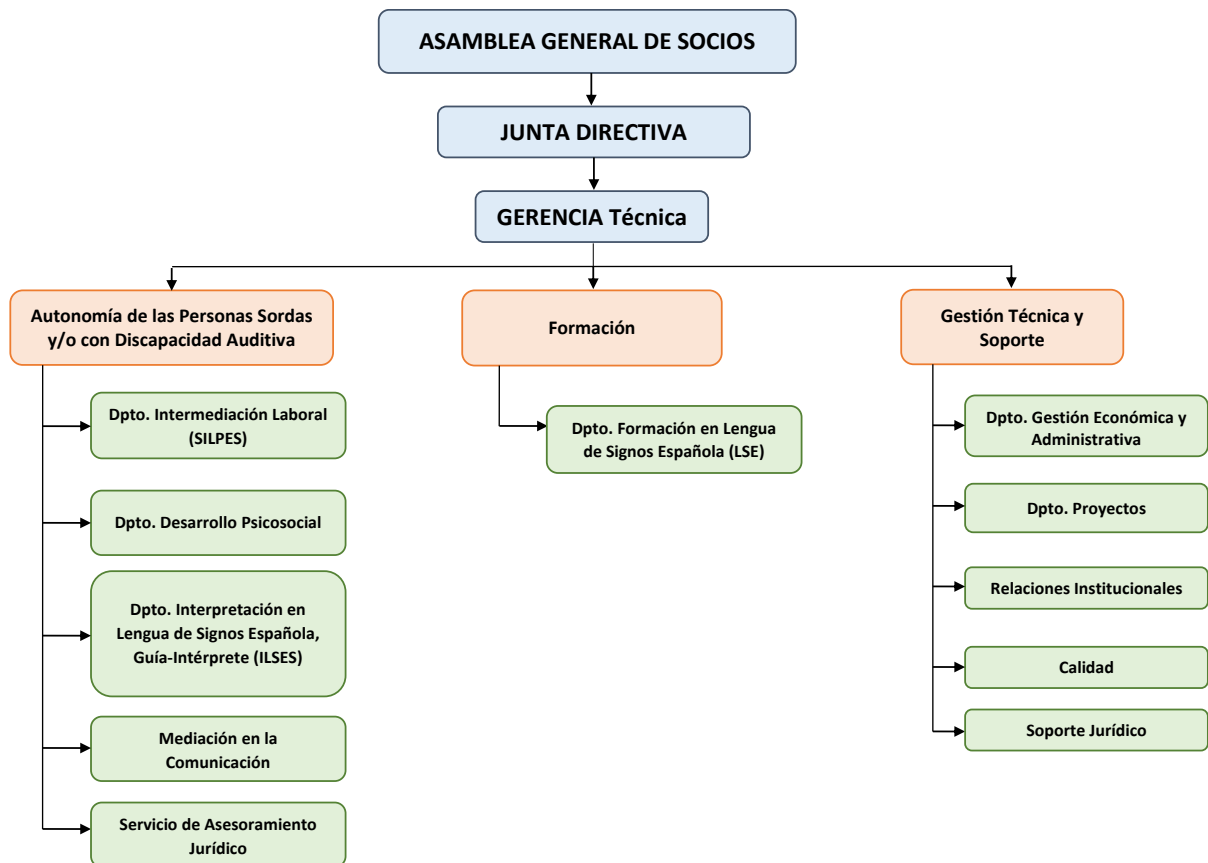 ASAMBLEA GENERAL DE SOCIOS
JUNTA DIRECTIVA
GERENCIA Técnica
Autonomía de las Personas Sordas
y/o con Discapacidad Auditiva
Dpto. Intermediación Laboral
(SILPES)
Dpto. Desarrollo Psicosocial
Dpto. Interpretación en
Lengua de Signos Española,
Guía-Intérprete (ILSES)
Mediación en la
Comunicación
Servicio de Asesoramiento
Jurídico
Formación
Dpto. Formación en Lengua
de Signos Española (LSE)
Gestión Técnica y
Soporte
Dpto. Gestión Económica y
Administrativa
Dpto. Proyectos
Relaciones Institucionales
Calidad
Soporte Jurídico